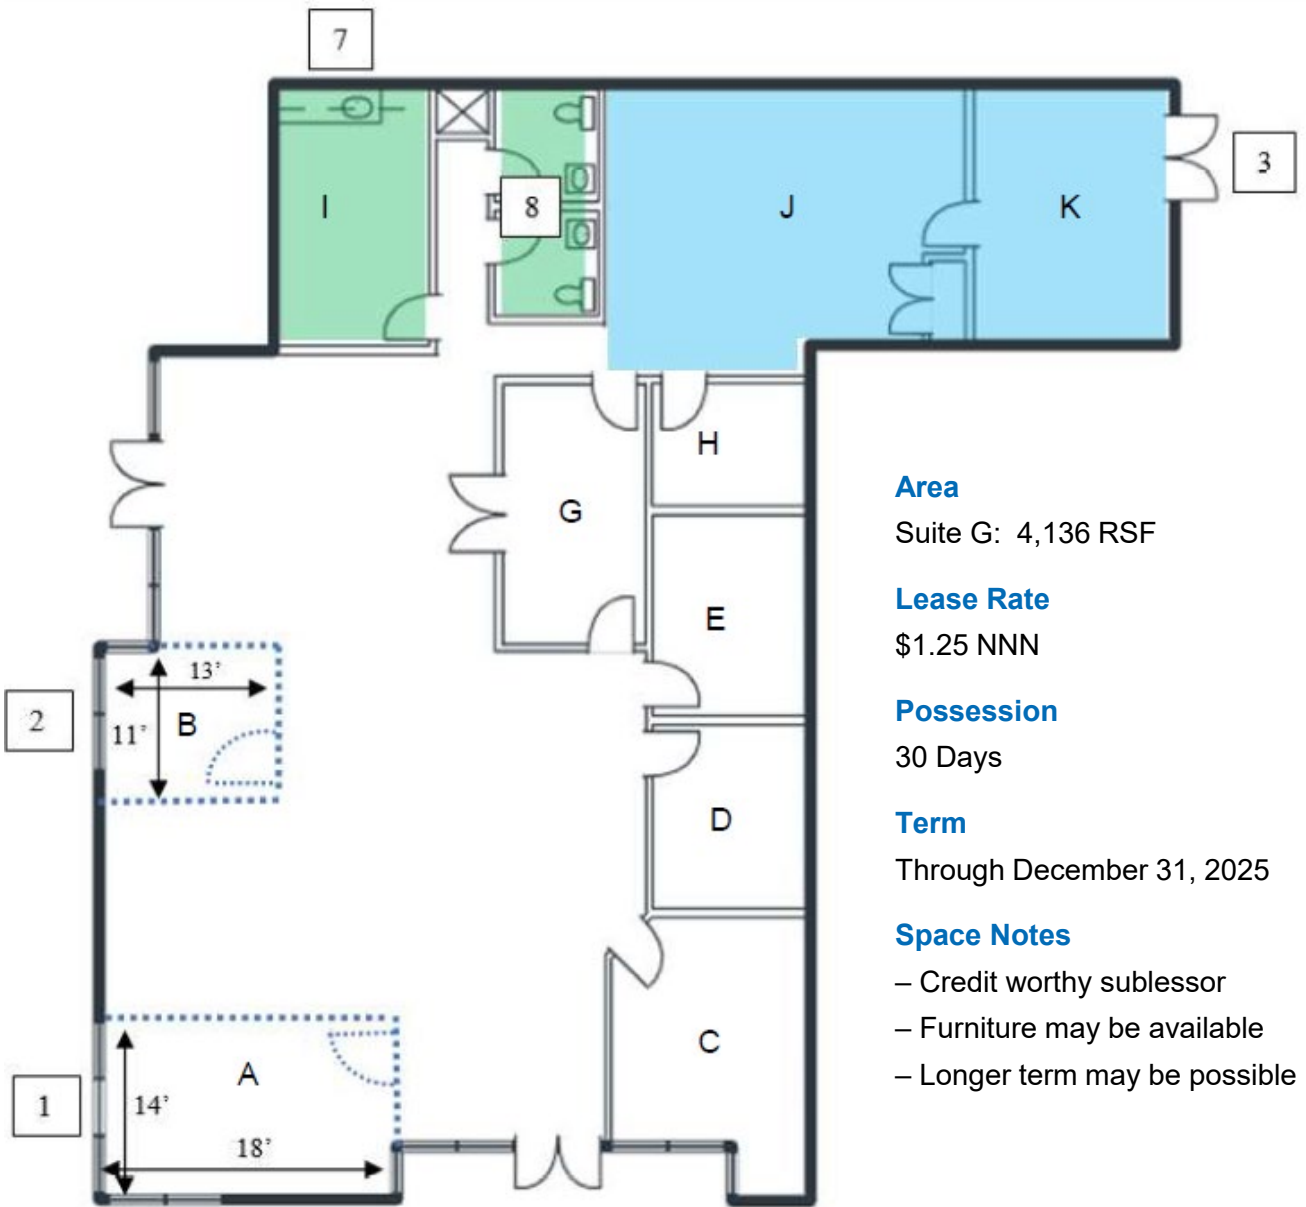 7
3
I
8
J
K
H
G
E
13'
2
B
11'
D
A
C
1
14'
18'
Area
Suite G: 4,136 RSF
Lease Rate
$1.25 NNN
Possession
30 Days
Term
Through December 31, 2025
Space Notes
– Credit worthy sublessor
– Furniture may be available
– Longer term may be possible